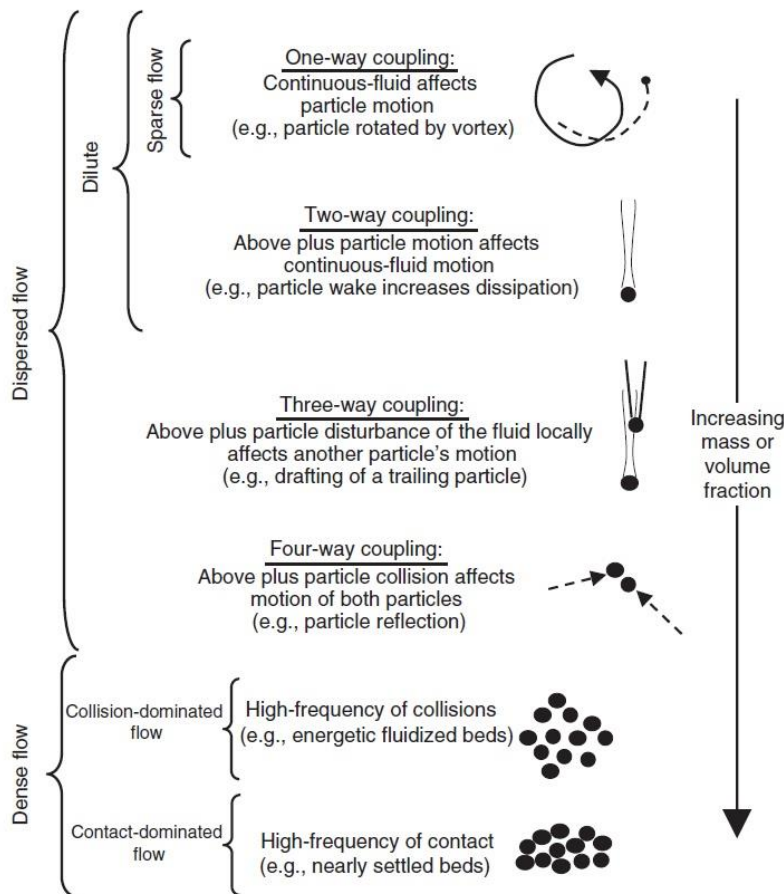 One-way coupling:
Continuous-fluid affects
particle motion
(e.g., particle rotated by vortex)
Sparse flow
Dilute
Two-way coupling:
Above plus particle motion affects
continuous-fluid motion
(e.g., particle wake increases dissipation)
Dispersed flow
Three-way coupling:
Above plus particle disturbance of the fluid locally
affects another particle's motion
(e.g., drafting of a trailing particle)
Increasing
mass or
volume
fraction
Four-way coupling:
Above plus particle collision affects
motion of both particles
(e.g., particle reflection)
Dense flow
Collision-dominated
flow
High-frequency of collisions
(e.g., energetic fluidized beds)
Contact-dominated
flow
High-frequency of contact
(e.g., nearly settled beds)